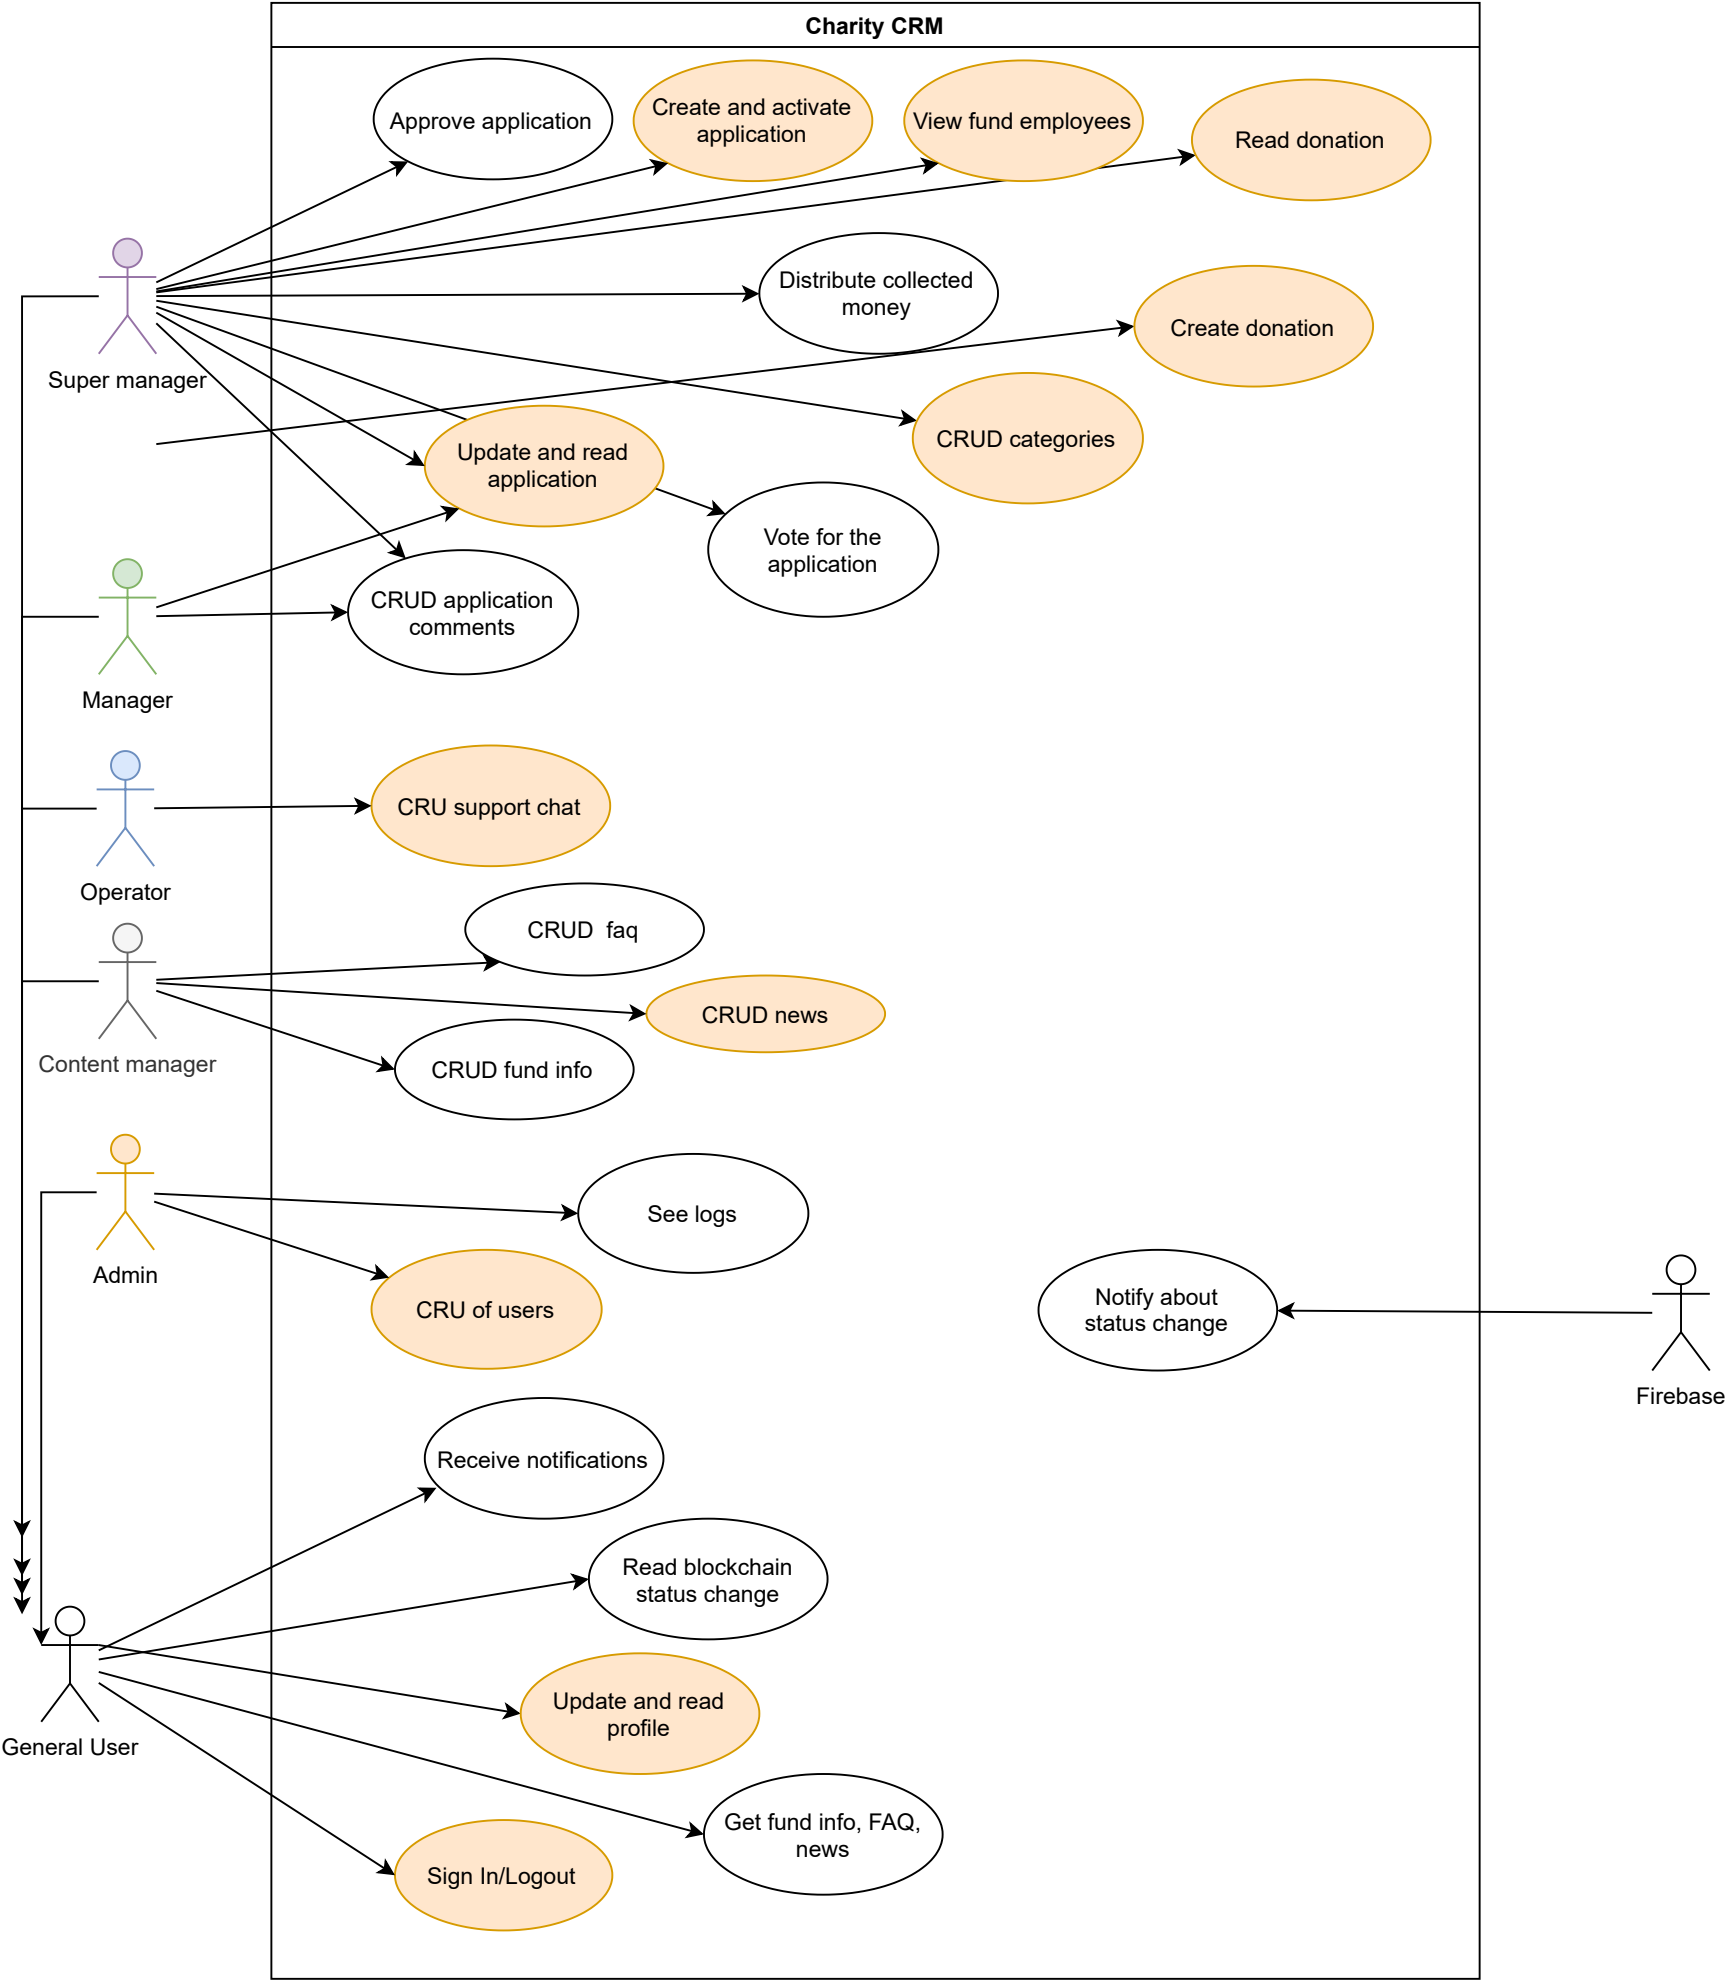 Charity CRM
Approve application
Create and activate
application
View fund employees
Read donation
Distribute collected
money
Create donation
Super manager
CRUD categories
Update and read
application
Vote for the
application
CRUD application
comments
Manager
CRU support chat
Operator
CRUD  faq
CRUD news
Content manager
CRUD fund info
See logs
Admin
CRU of users
Notify about
status change
Firebase
Receive notifications
Read blockchain
status change
Update and read
profile
General User
Get fund info, FAQ,
news
Sign In/Logout